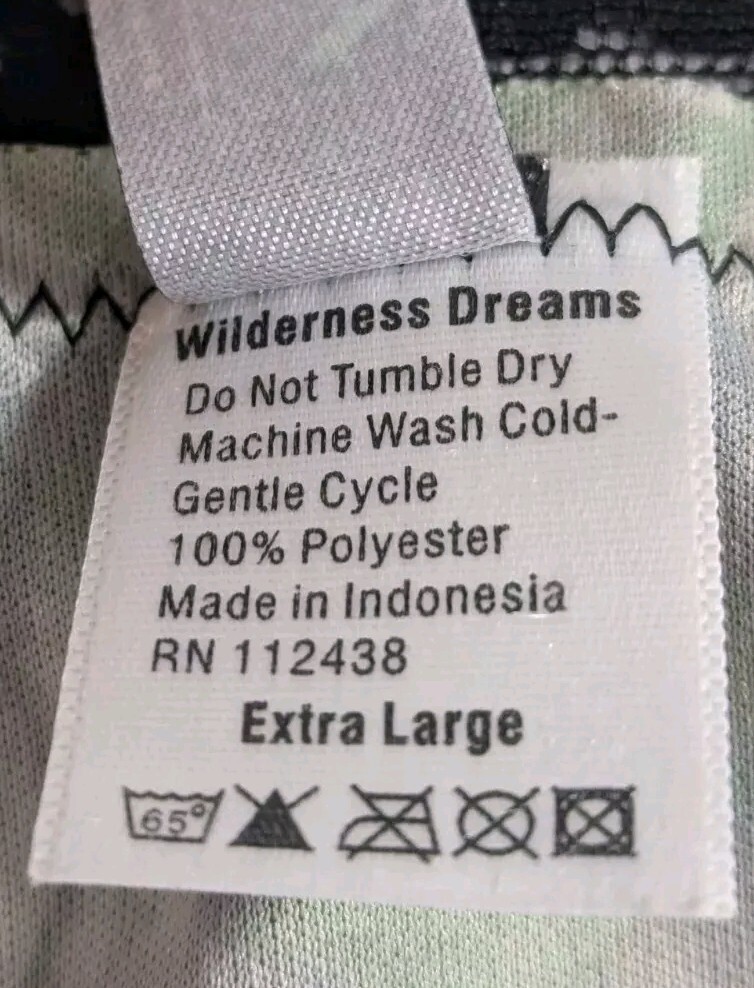 Wilderness Dreams
Do Not Tumble Dry
Machine Wash Cold-
Gentle Cycle
100% Polyester
Made in Indonesia
RN 112438
Extra Large
65°